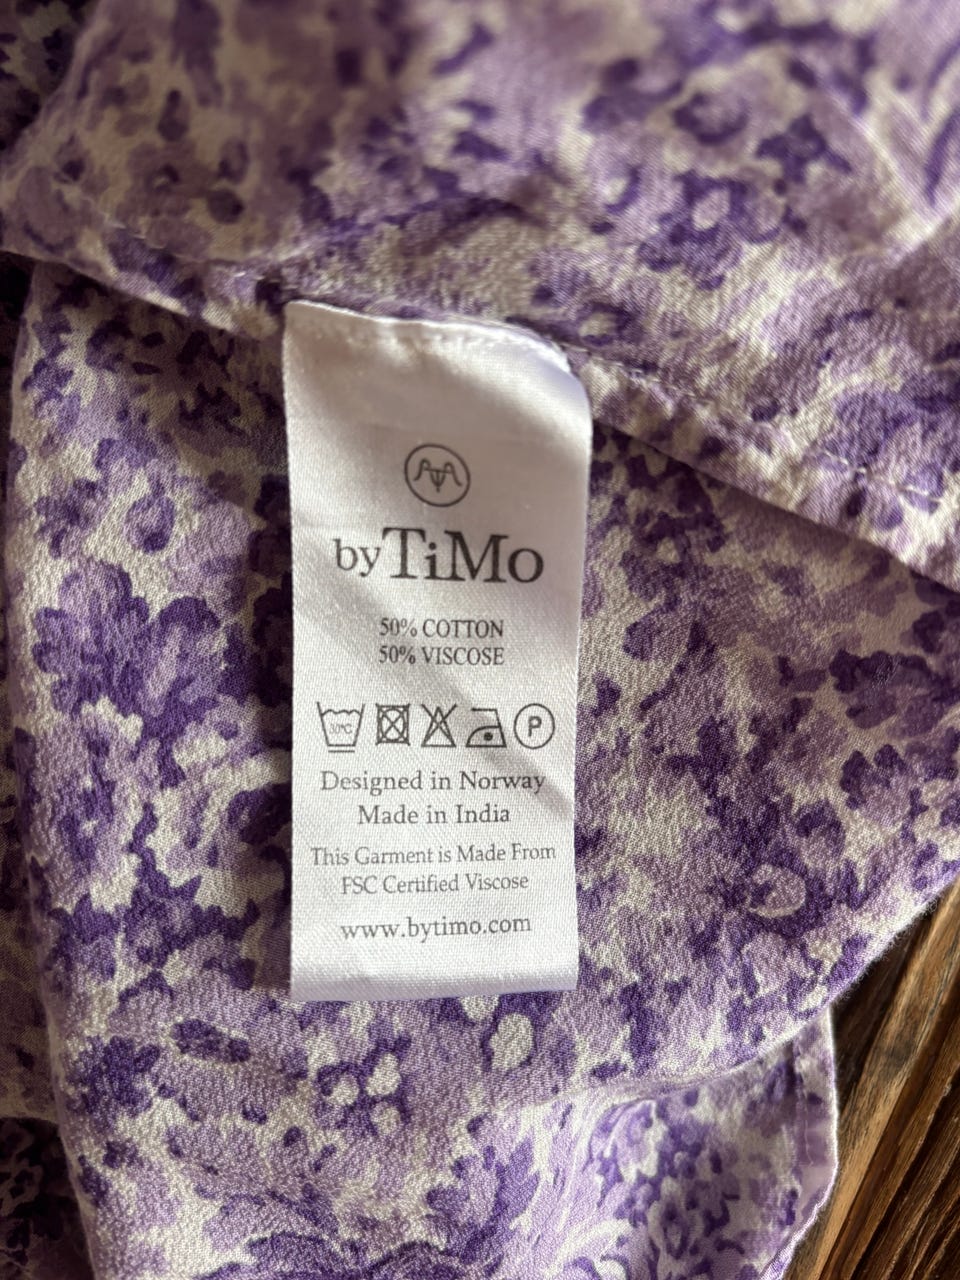 byTiMo
50% COTTON
50% VISCOSE
30°C P
Designed in Norway
Made in India
This Garment is Made From
FSC Certified Viscose
www.bytimo.com